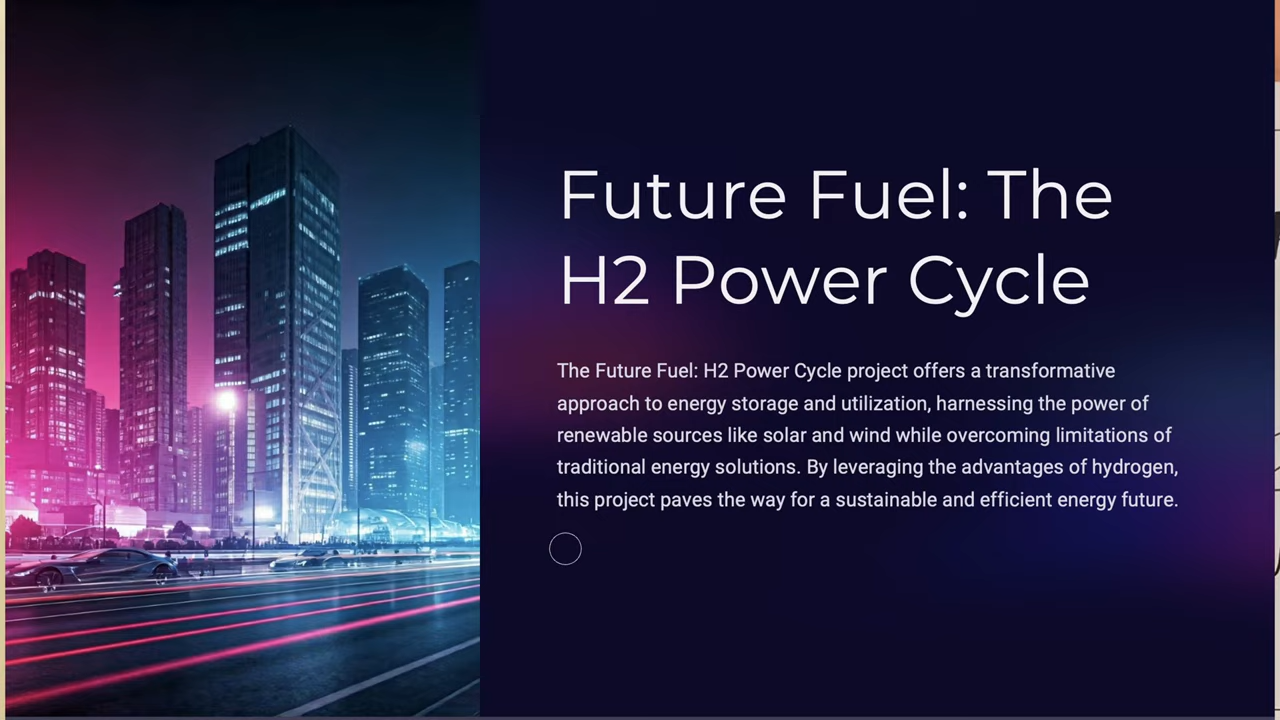 Future Fuel: The
H2 Power Cycle
The Future Fuel: H2 Power Cycle project offers a transformative
approach to energy storage and utilization, harnessing the power of
renewable sources like solar and wind while overcoming limitations of
traditional energy solutions. By leveraging the advantages of hydrogen,
this project paves the way for a sustainable and efficient energy future.